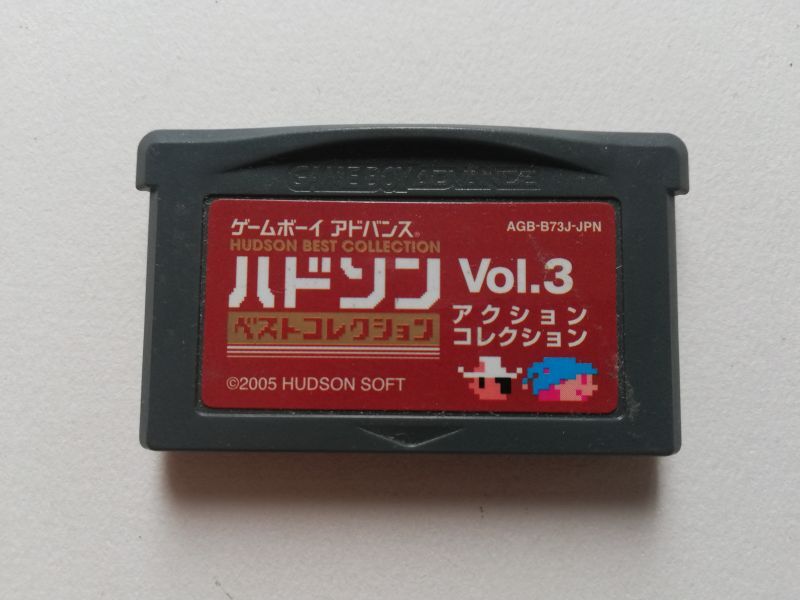 GAME BOY ADVANCE
ゲームボーイ アドバンス®
AGB-B73J-JPN
HUDSON BEST COLLECTION
ハドソン
Vol.3
ベストコレクション
アクション
コレクション
©2005 HUDSON SOFT